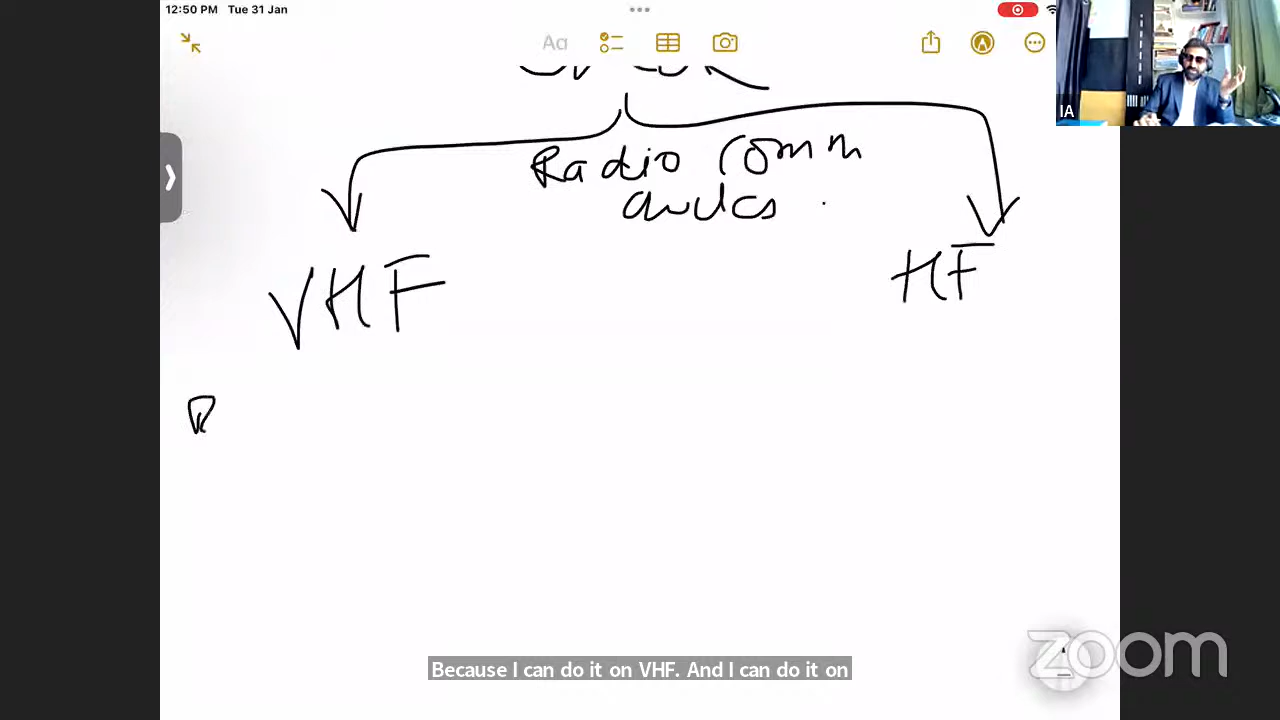 12:50 PM Tue 31 Jan
Aa
IA
Radio Comm
VHF
HF
Because I can do it on VHF. And I can do it on
zoom